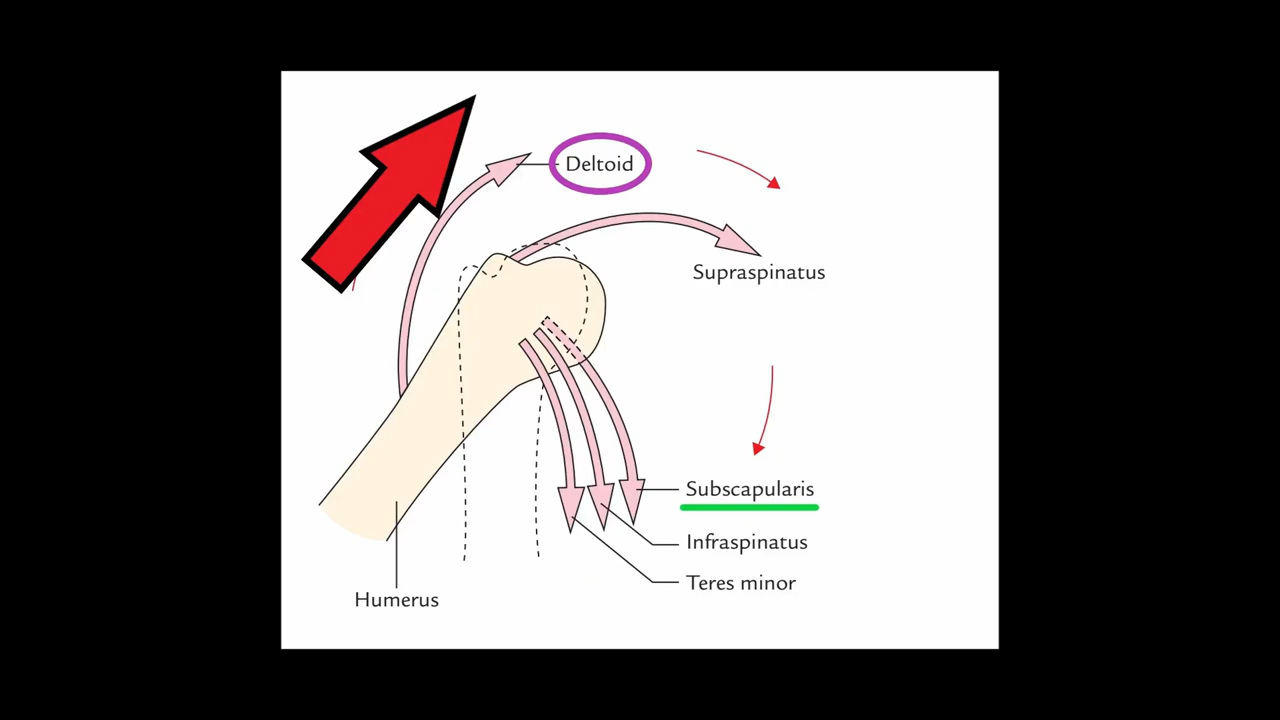 Deltoid
Supraspinatus
Subscapularis
Infraspinatus
Teres minor
Humerus